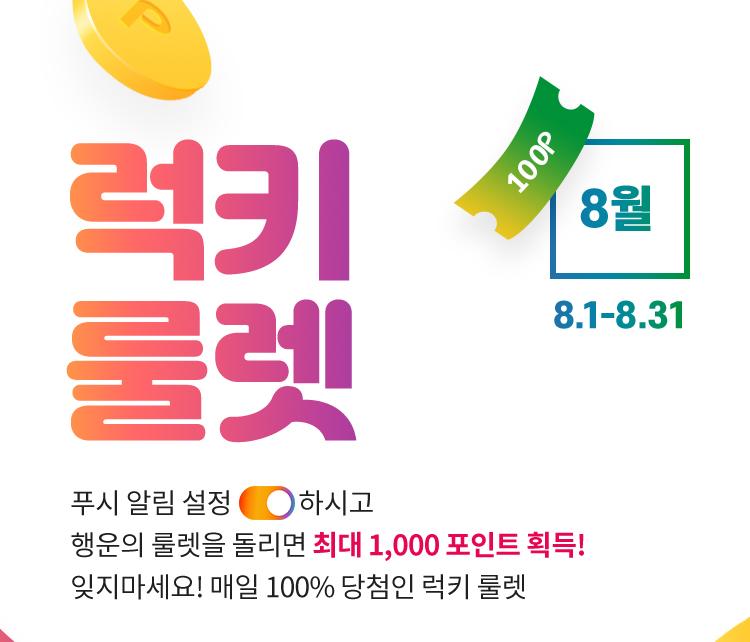 P
100P
8월
8.1-8.31
럭키
룰렛
푸시 알림 설정 하시고
행운의 룰렛을 돌리면 최대 1,000 포인트 획득!
잊지마세요! 매일 100% 당첨인 럭키 룰렛